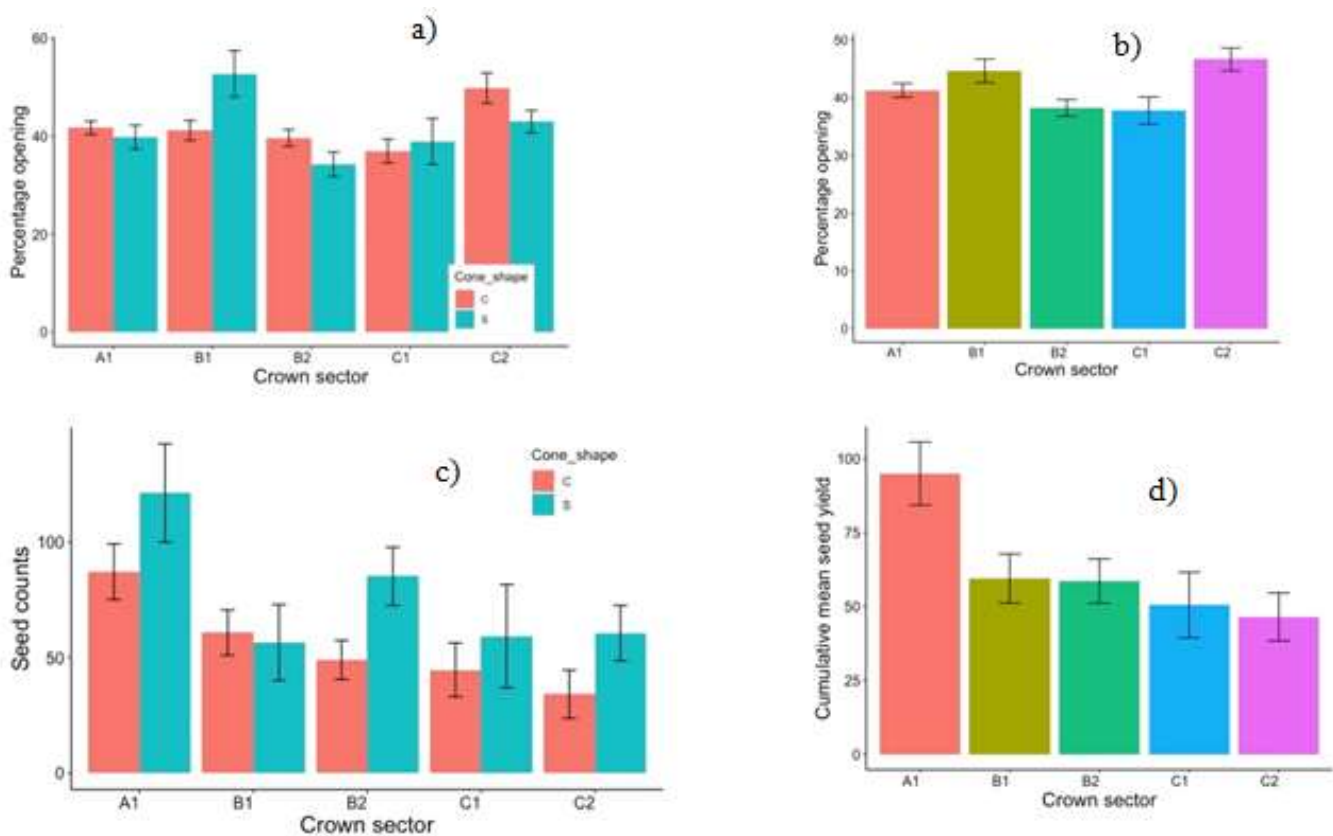 a)
Percentage opening
60
40
20
0
Cone_shape
C
S
A1 B1 B2 C1 C2
Crown sector
b)
Percentage opening
50
40
30
20
10
0
A1 B1 B2 C1 C2
Crown sector
c)
Seed counts
100
50
0
Cone_shape
C
S
A1 B1 B2 C1 C2
Crown sector
d)
Cumulative mean seed yield
100
75
50
25
0
A1 B1 B2 C1 C2
Crown sector